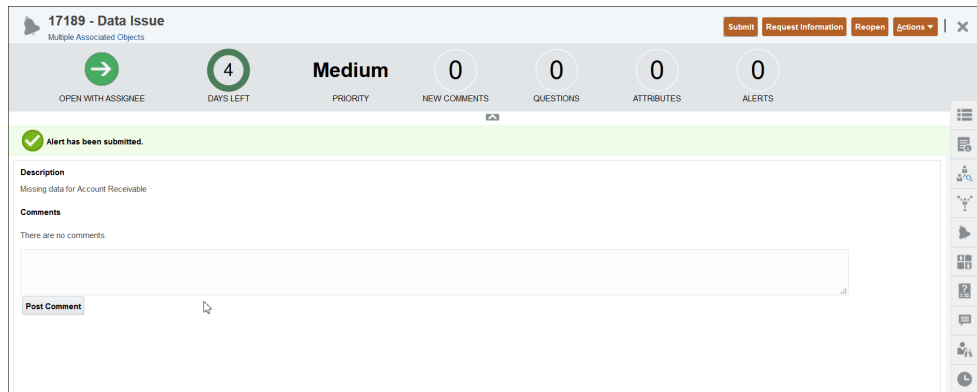 17189 - Data Issue
Multiple Associated Objects
Submit Request Information Reopen Actions
4 Medium 0 0 0 0
OPEN WITH ASSIGNEE DAYS LEFT PRIORITY NEW COMMENTS QUESTIONS ATTRIBUTES ALERTS
Alert has been submitted.
Description
Missing data for Account Receivable
Comments
There are no comments.
Post Comment